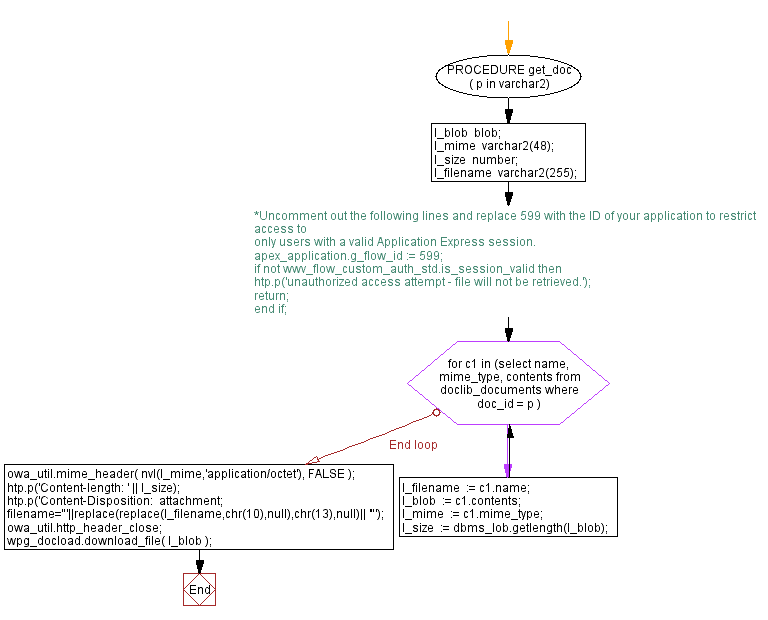 PROCEDURE get_doc
( p in varchar2)
l_blob  blob;
l_mime  varchar2(48);
l_size  number;
l_filename  varchar2(255);
*Uncomment out the following lines and replace 599 with the ID of your application to restrict
access to
only users with a valid Application Express session.
apex_application.g_flow_id := 599;
if not wwv_flow_custom_auth_std.is_session_valid then
htp.p('unauthorized access attempt - file will not be retrieved.');
return;
end if;
for c1 in (select name,
mime_type, contents from
doclib_documents where
doc_id = p )
End loop
owa_util.mime_header( nvl(l_mime,'application/octet'), FALSE );
htp.p('Content-length: ' || l_size);
htp.p('Content-Disposition:  attachment;
filename="'||replace(replace(l_filename,chr(10),null),chr(13),null)|| '"');
owa_util.http_header_close;
wpg_docload.download_file( l_blob );
l_filename  := c1.name;
l_blob  := c1.contents;
l_mime  := c1.mime_type;
l_size  := dbms_lob.getlength(l_blob);
End